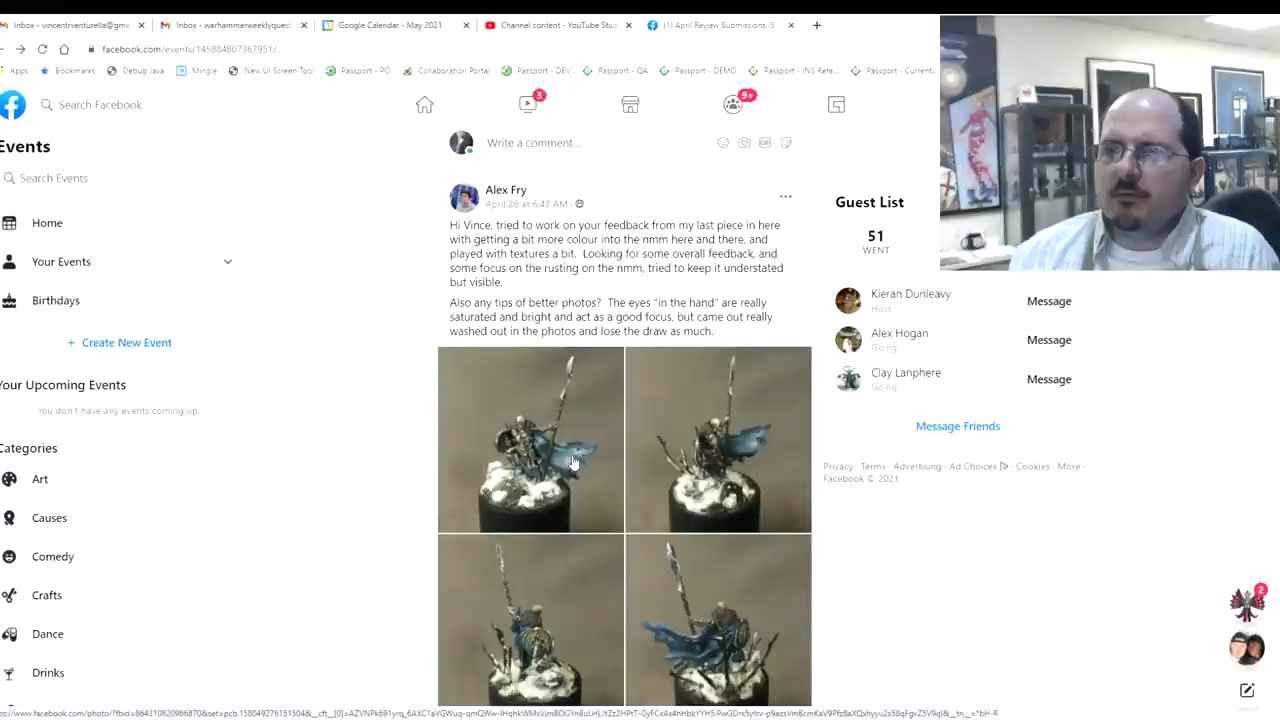 Inbox - vincentrventurella@gma
Inbox - warhammerweeklyques
Google Calendar - May 2021
Channel content - YouTube Stu
(1) April Review Submissions (S
facebook.com/events/145884807367951/
Apps
Bookmarks
Debug Java
Mingle
New UI Screen Tool
Passport - PO
Collaboration Portal
Passport - DEV
Passport - QA
Passport - DEMO
Passport - INS Rete...
Passport - Current...
Search Facebook
3
9+
Events
Search Events
Home
Your Events
Birthdays
+ Create New Event
Your Upcoming Events
You don't have any events coming up.
Categories
Art
Causes
Comedy
Crafts
Dance
Drinks
Write a comment...
GIF
Alex Fry
April 26 at 6:42 AM ·
Hi Vince, tried to work on your feedback from my last piece in here
with getting a bit more colour into the nmm here and there, and
played with textures a bit. Looking for some overall feedback, and
some focus on the rusting on the nmm, tried to keep it understated
but visible.
Also any tips of better photos? The eyes "in the hand" are really
saturated and bright and act as a good focus, but came out really
washed out in the photos and lose the draw as much.
Guest List
51
WENT
Kieran Dunleavy
Host
Message
Alex Hogan
Going
Message
Clay Lanphere
Going
Message
Message Friends
Privacy · Terms · Advertising · Ad Choices · Cookies · More ·
Facebook © 2021
2